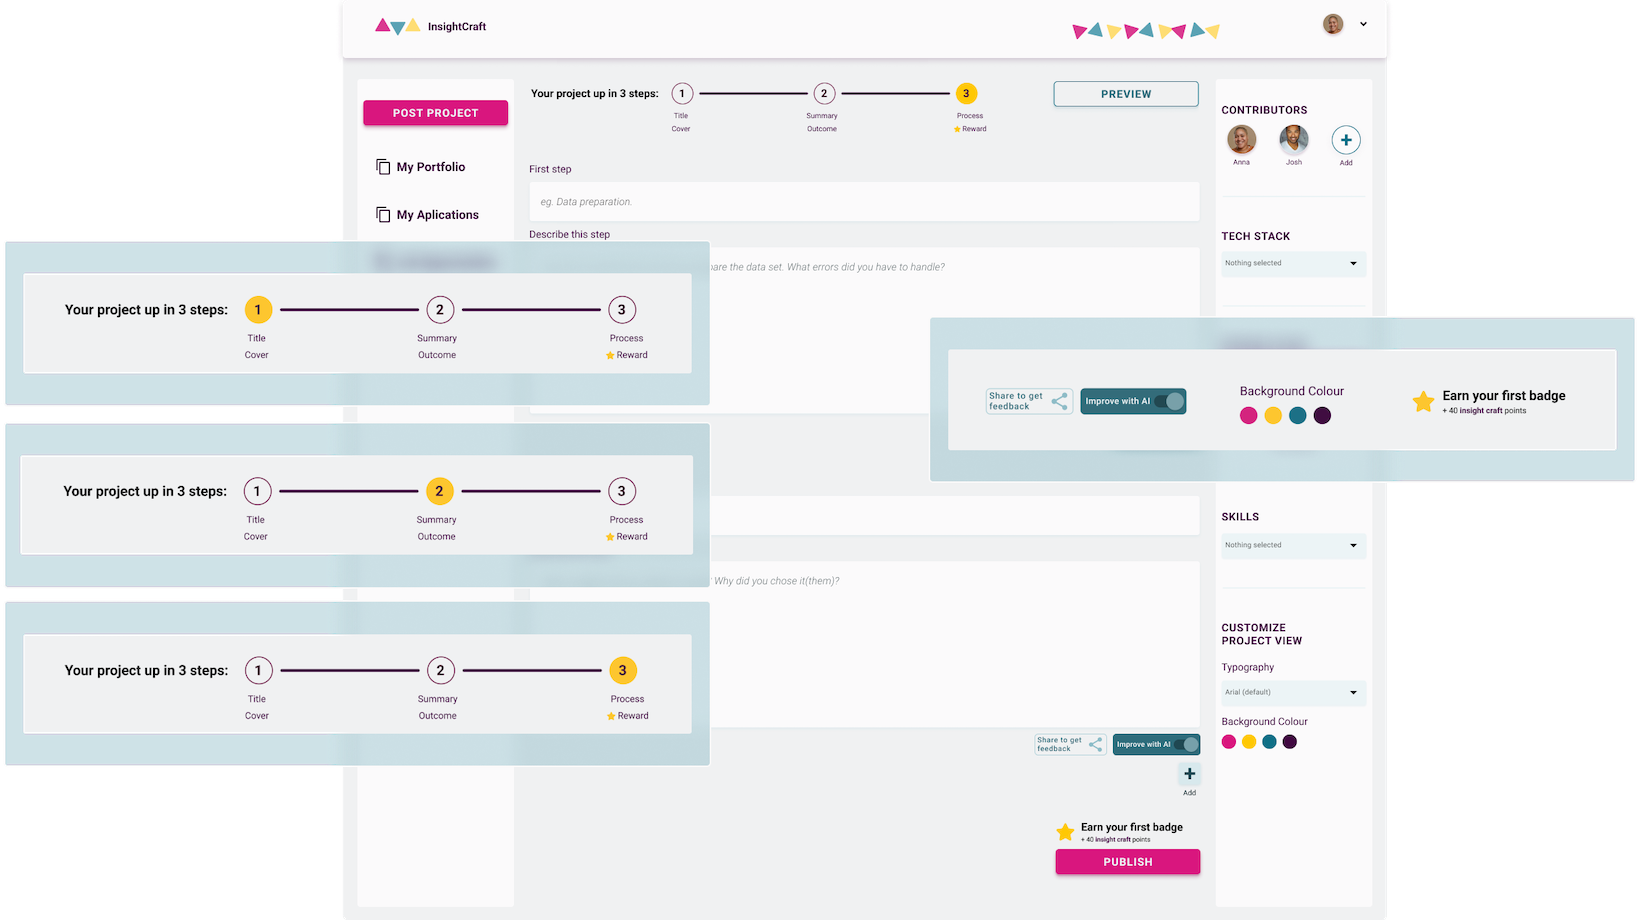 InsightCraft
POST PROJECT
My Portfolio
My Aplications
Your project up in 3 steps: 1 2 3
Title Summary Process
Cover Outcome Reward
PREVIEW
First step
eg. Data preparation.
Describe this step
are the data set. What errors did you have to handle?
? Why did you chose it(them)?
Share to get
feedback
Improve with AI
Add
Earn your first badge
+ 40 insight craft points
PUBLISH
CONTRIBUTORS
Anna Josh Add
TECH STACK
Nothing selected
SKILLS
Nothing selected
CUSTOMIZE
PROJECT VIEW
Typography
Arial (default)
Background Colour
Your project up in 3 steps: 1 2 3
Title Summary Process
Cover Outcome Reward
Your project up in 3 steps: 1 2 3
Title Summary Process
Cover Outcome Reward
Your project up in 3 steps: 1 2 3
Title Summary Process
Cover Outcome Reward
Share to get
feedback
Improve with AI
Background Colour
Earn your first badge
+ 40 insight craft points